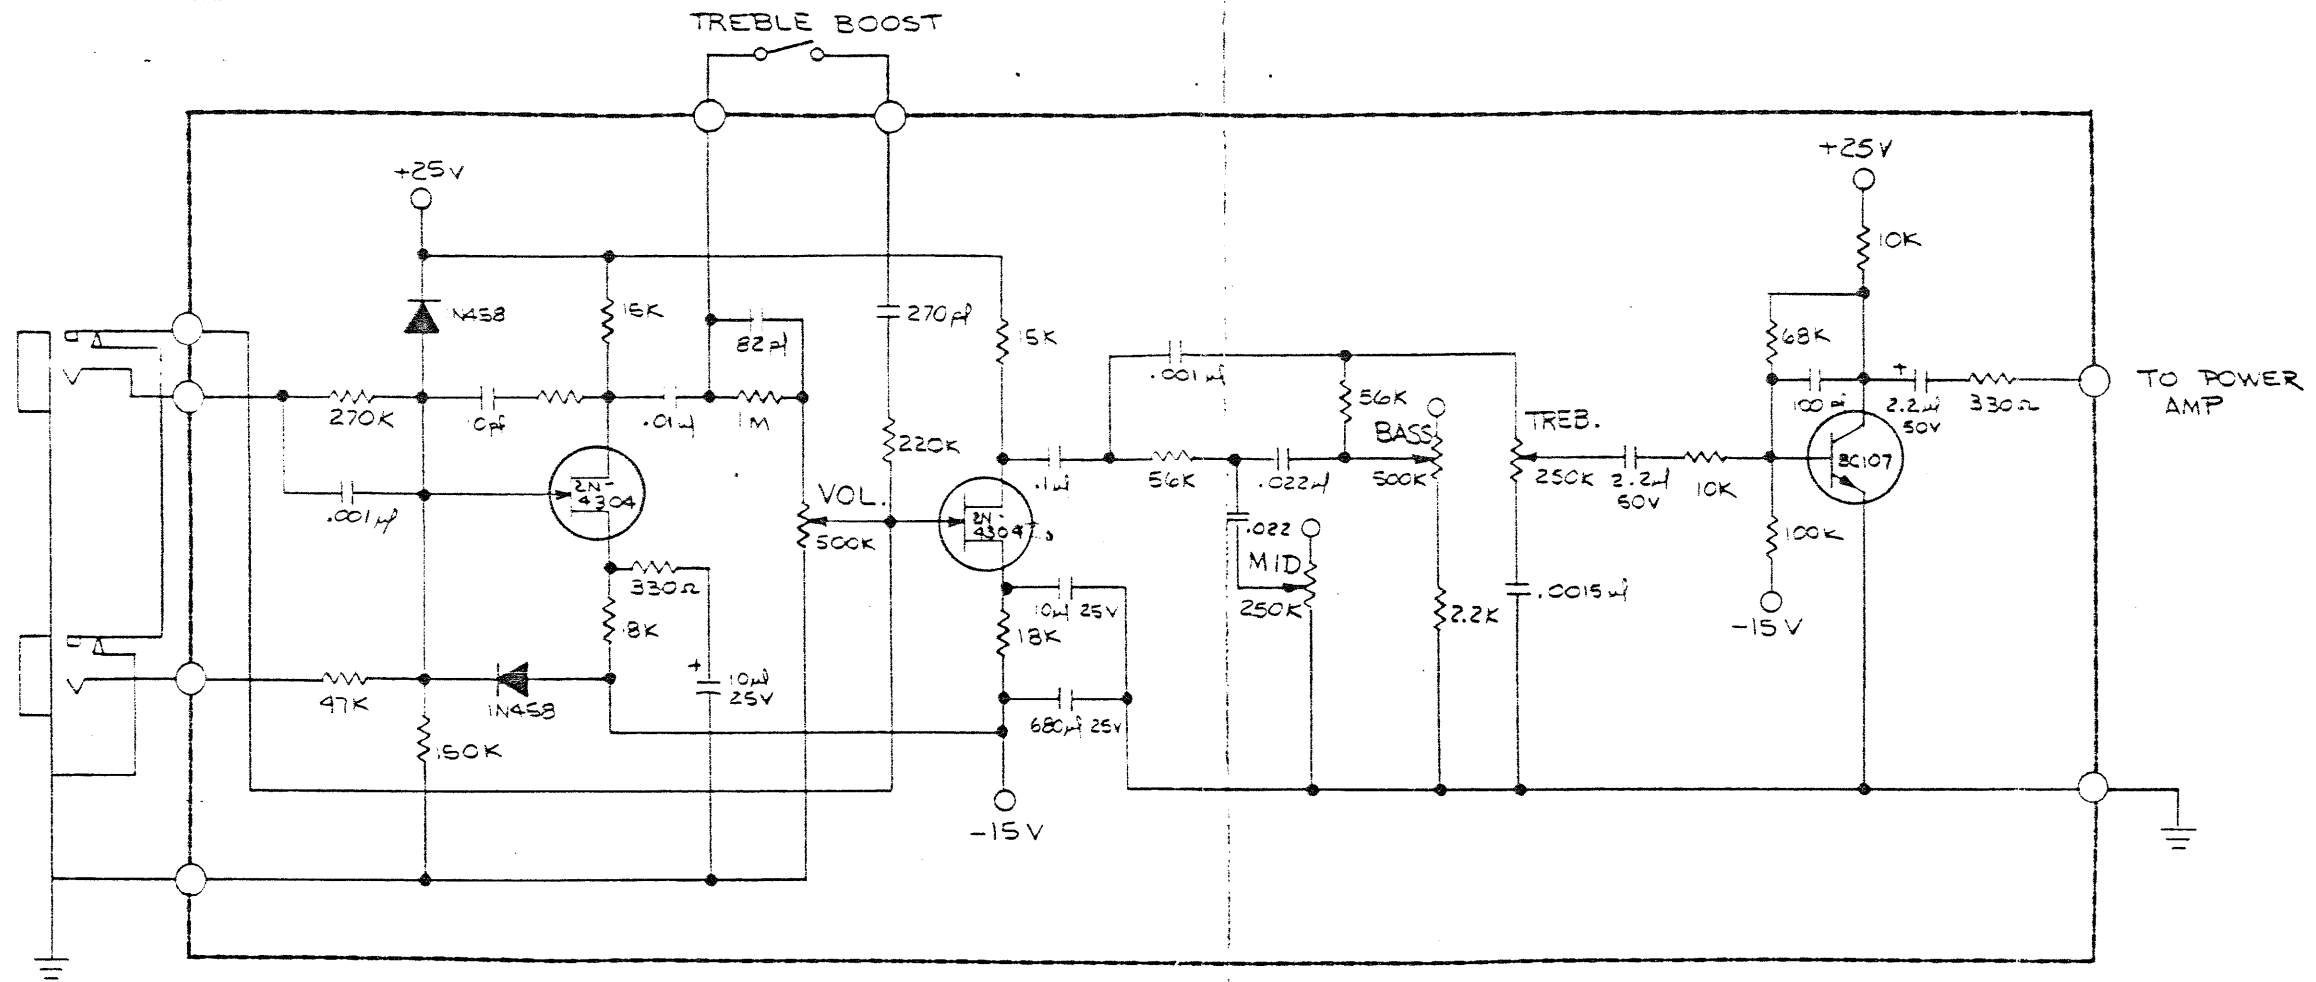 TREBLE BOOST
+25V
+25V
10K
1N458
15K
82pf
270pf
15K
.001µf
68K
56K
270K
.01µf
1M
BASS
TREB.
100pf
2.2µf
50V
330Ω
TO POWER
AMP
220K
.1µf
56K
.022µf
500K
250K
2.2µf
50V
10K
BC107
2N-
4304
.001µf
VOL.
500K
2N-
4304
.022
MID
250K
100K
-15V
330Ω
18K
10µf 25V
18K
2.2K
.0015µf
47K
1N458
+
10µf
25V
680µf 25V
150K
-15V